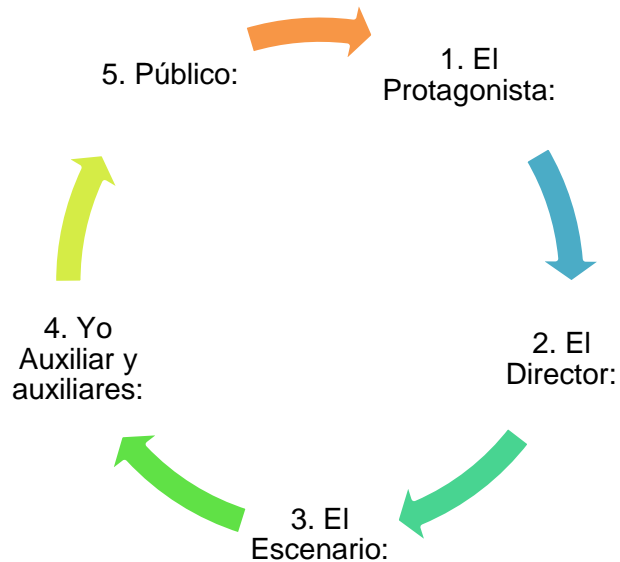 1. El
Protagonista:
2. El
Director:
3. El
Escenario:
4. Yo
Auxiliar y
auxiliares:
5. Público: